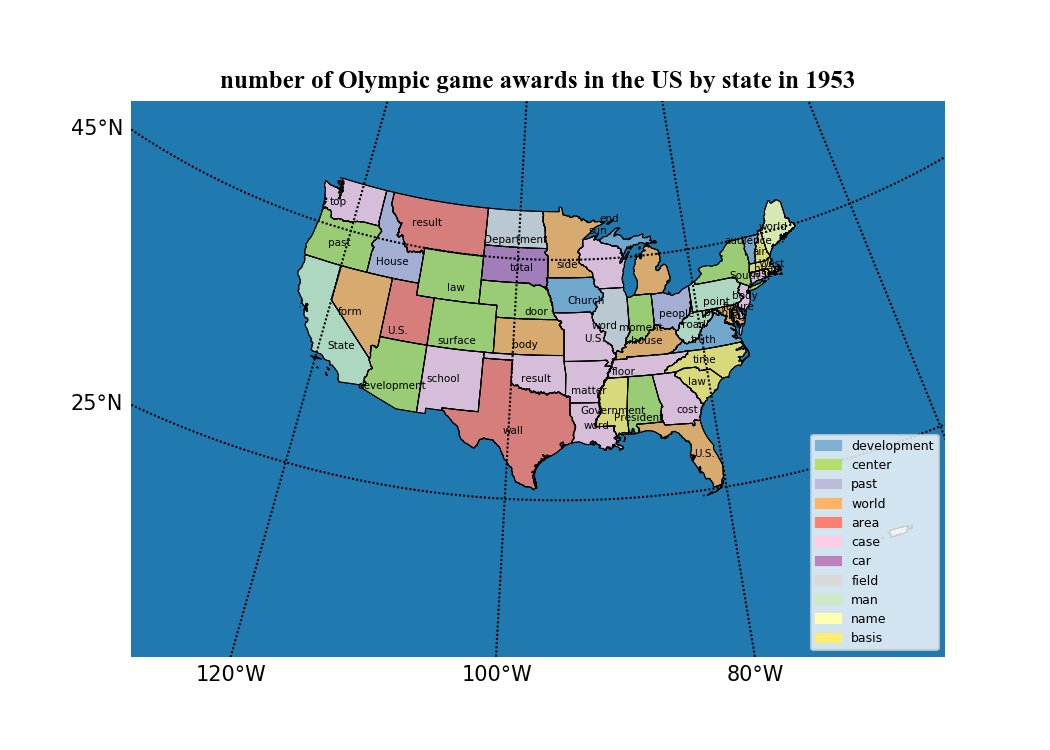 number of Olympic game awards in the US by state in 1953
45°N
25°N
120°W
100°W
80°W
top
past
House
result
Department
total
law
door
side
end
sun
Church
word
form
State
U.S.
surface
body
U.S.
moment
house
people
point
road
truth
time
law
floor
matter
result
school
development
wall
Government
word
President
cost
U.S.
world
audience
air
West
body
development
center
past
world
area
case
car
field
man
name
basis